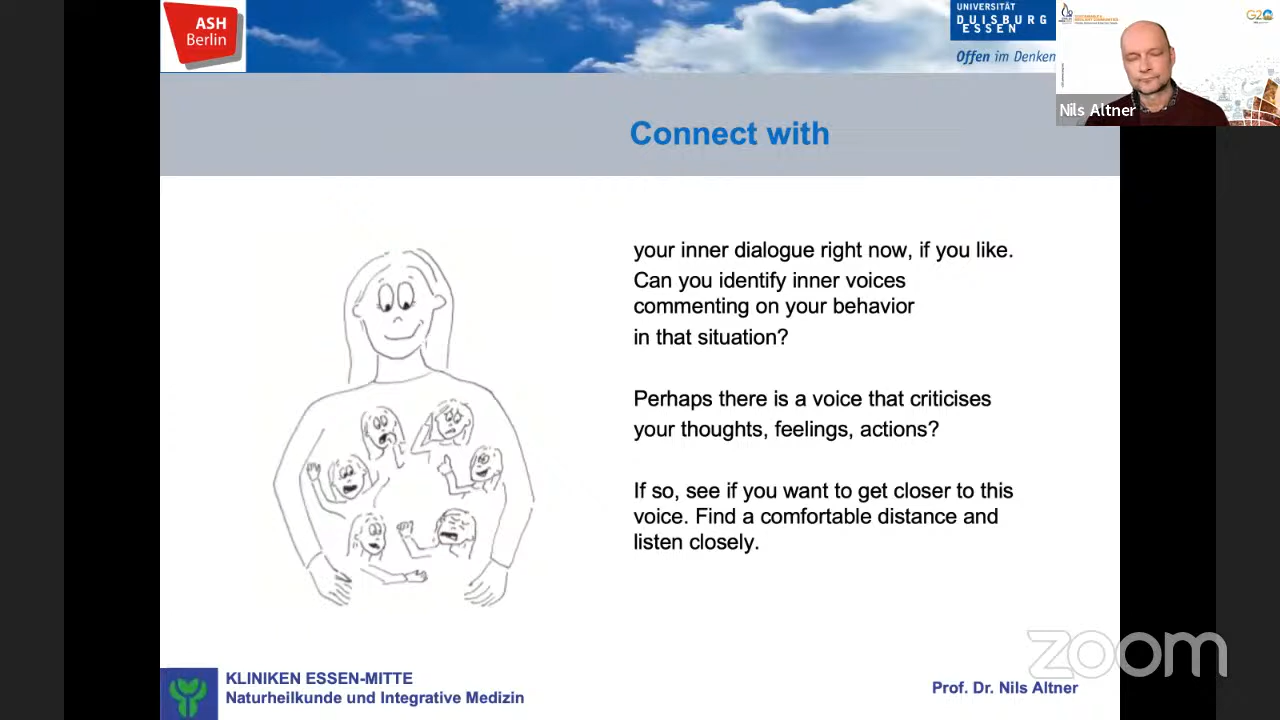 ASH
Berlin
UNIVERSITÄT
DUISBURG
ESSEN
Offen im Denken
G20
Nils Altner
Connect with
your inner dialogue right now, if you like.
Can you identify inner voices
commenting on your behavior
in that situation?
Perhaps there is a voice that criticises
your thoughts, feelings, actions?
If so, see if you want to get closer to this
voice. Find a comfortable distance and
listen closely.
zoom
KLINIKEN ESSEN-MITTE
Naturheilkunde und Integrative Medizin
Prof. Dr. Nils Altner